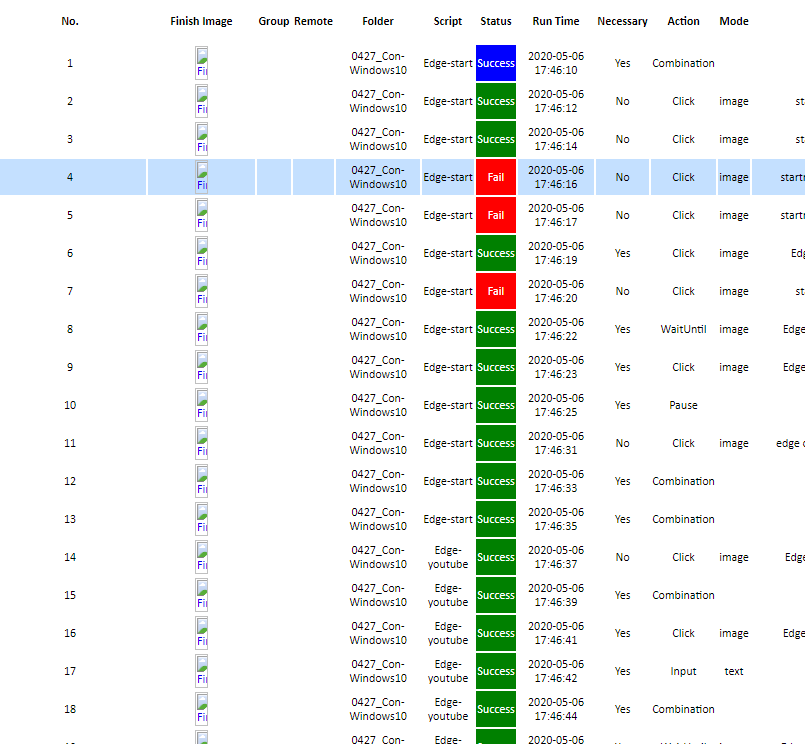 No. Finish Image Group Remote Folder Script Status Run Time Necessary Action Mode
1 Fi 0427_Con-Windows10 Edge-start Success 2020-05-06 17:46:10 Yes Combination
2 Fi 0427_Con-Windows10 Edge-start Success 2020-05-06 17:46:12 No Click image st
3 Fi 0427_Con-Windows10 Edge-start Success 2020-05-06 17:46:14 No Click image st
4 Fi 0427_Con-Windows10 Edge-start Fail 2020-05-06 17:46:16 No Click image start
5 Fi 0427_Con-Windows10 Edge-start Fail 2020-05-06 17:46:17 No Click image start
6 Fi 0427_Con-Windows10 Edge-start Success 2020-05-06 17:46:19 Yes Click image Edg
7 Fi 0427_Con-Windows10 Edge-start Fail 2020-05-06 17:46:20 No Click image st
8 Fi 0427_Con-Windows10 Edge-start Success 2020-05-06 17:46:22 Yes WaitUntil image Edge
9 Fi 0427_Con-Windows10 Edge-start Success 2020-05-06 17:46:23 Yes Click image Edge
10 Fi 0427_Con-Windows10 Edge-start Success 2020-05-06 17:46:25 Yes Pause
11 Fi 0427_Con-Windows10 Edge-start Success 2020-05-06 17:46:31 No Click image edge
12 Fi 0427_Con-Windows10 Edge-start Success 2020-05-06 17:46:33 Yes Combination
13 Fi 0427_Con-Windows10 Edge-start Success 2020-05-06 17:46:35 Yes Combination
14 Fi 0427_Con-Windows10 Edge-youtube Success 2020-05-06 17:46:37 No Click image Edge
15 Fi 0427_Con-Windows10 Edge-youtube Success 2020-05-06 17:46:39 Yes Combination
16 Fi 0427_Con-Windows10 Edge-youtube Success 2020-05-06 17:46:41 Yes Click image Edge
17 Fi 0427_Con-Windows10 Edge-youtube Success 2020-05-06 17:46:42 Yes Input text
18 Fi 0427_Con-Windows10 Edge-youtube Success 2020-05-06 17:46:44 Yes Combination
0427_Con- Edge- 2020-05-06